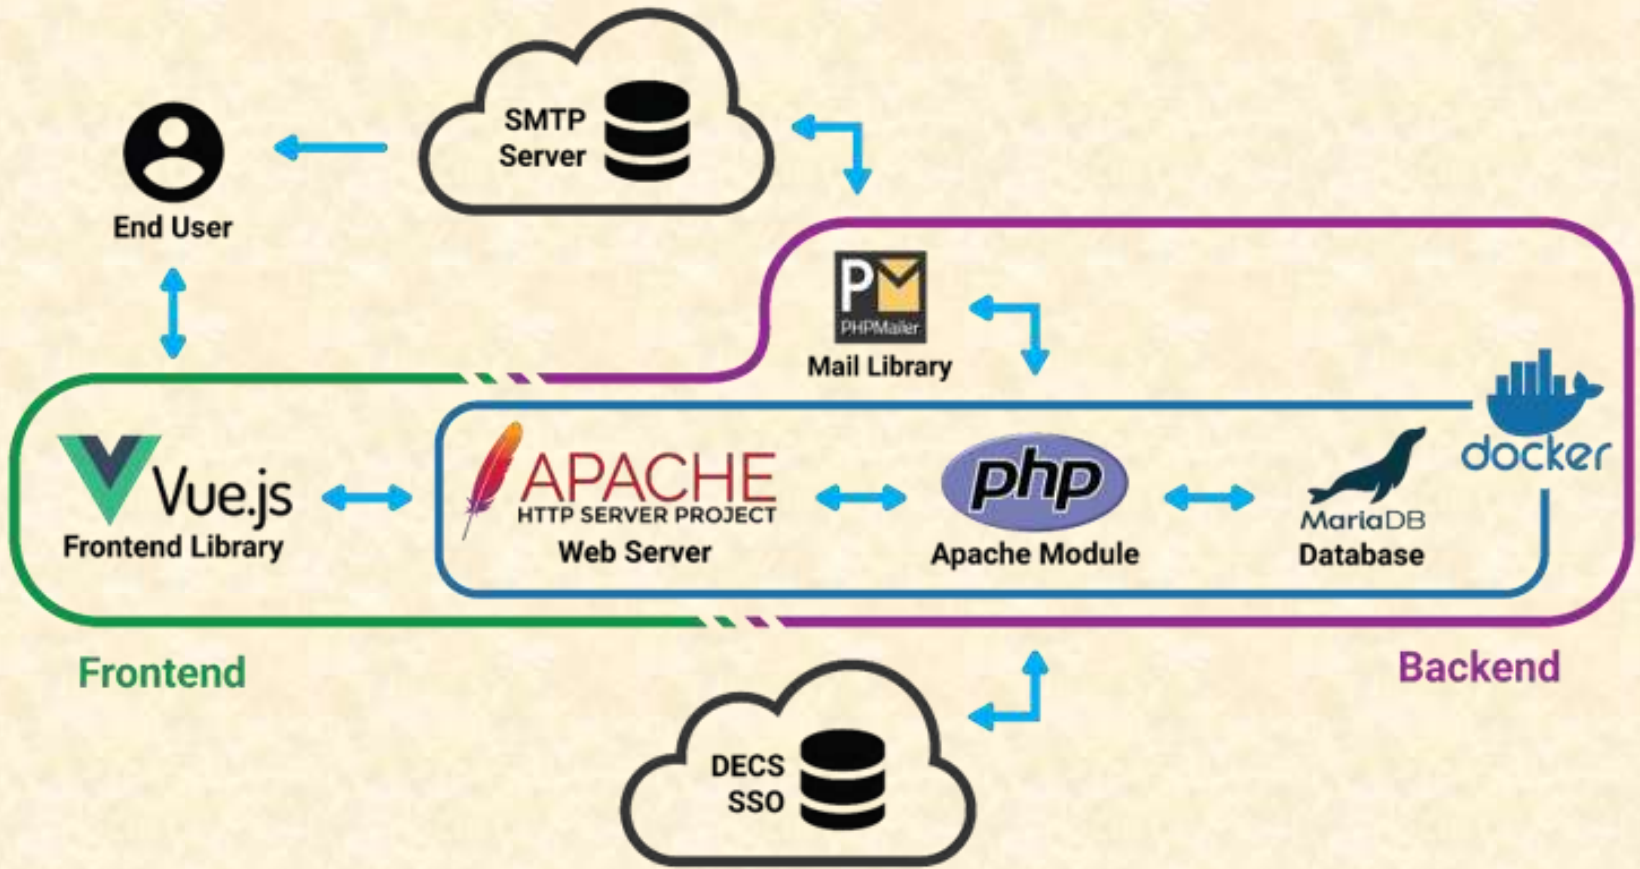 SMTP
Server
End User
PM
PHPMailer
Mail Library
docker
Vue.js
Frontend Library
APACHE
HTTP SERVER PROJECT
Web Server
php
Apache Module
MariaDB
Database
Frontend
Backend
DECS
SSO